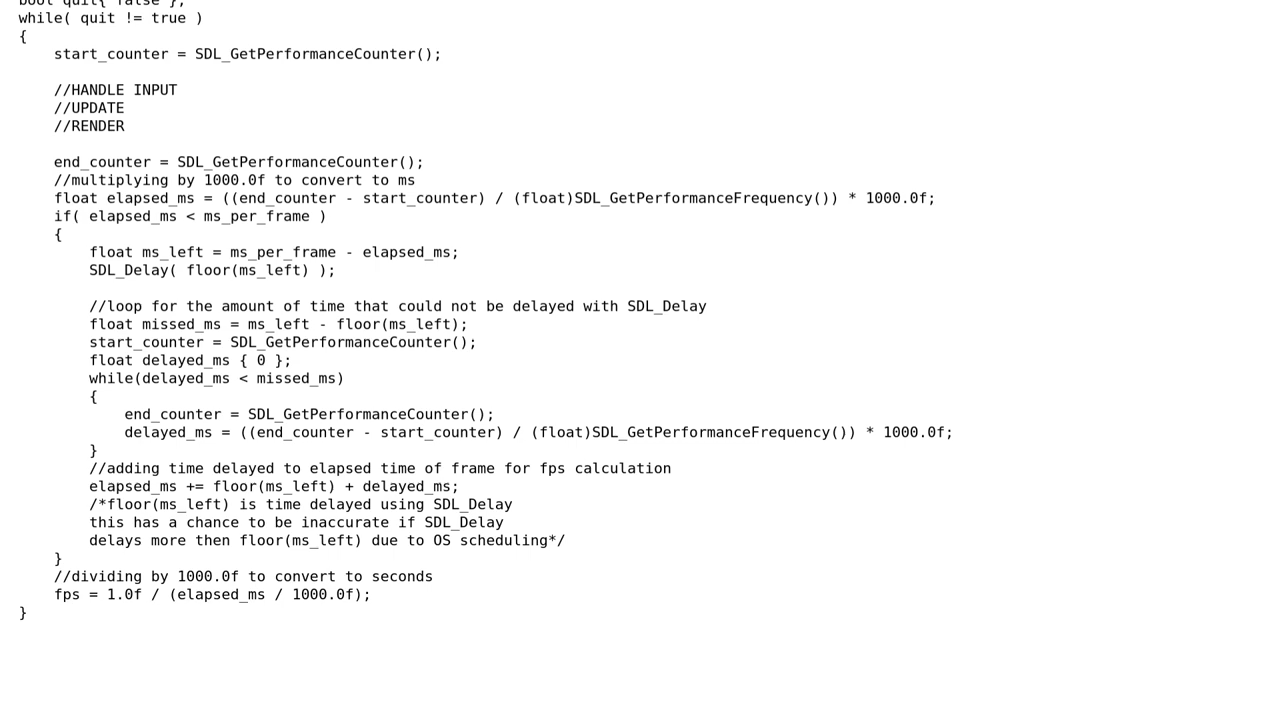 bool quit{ false };
while( quit != true )
{
    start_counter = SDL_GetPerformanceCounter();

    //HANDLE INPUT
    //UPDATE
    //RENDER

    end_counter = SDL_GetPerformanceCounter();
    //multiplying by 1000.0f to convert to ms
    float elapsed_ms = ((end_counter - start_counter) / (float)SDL_GetPerformanceFrequency()) * 1000.0f;
    if( elapsed_ms < ms_per_frame )
    {
        float ms_left = ms_per_frame - elapsed_ms;
        SDL_Delay( floor(ms_left) );

        //loop for the amount of time that could not be delayed with SDL_Delay
        float missed_ms = ms_left - floor(ms_left);
        start_counter = SDL_GetPerformanceCounter();
        float delayed_ms { 0 };
        while(delayed_ms < missed_ms)
        {
            end_counter = SDL_GetPerformanceCounter();
            delayed_ms = ((end_counter - start_counter) / (float)SDL_GetPerformanceFrequency()) * 1000.0f;
        }
        //adding time delayed to elapsed time of frame for fps calculation
        elapsed_ms += floor(ms_left) + delayed_ms;
        /*floor(ms_left) is time delayed using SDL_Delay
        this has a chance to be inaccurate if SDL_Delay
        delays more then floor(ms_left) due to OS scheduling*/
    }
    //dividing by 1000.0f to convert to seconds
    fps = 1.0f / (elapsed_ms / 1000.0f);
}